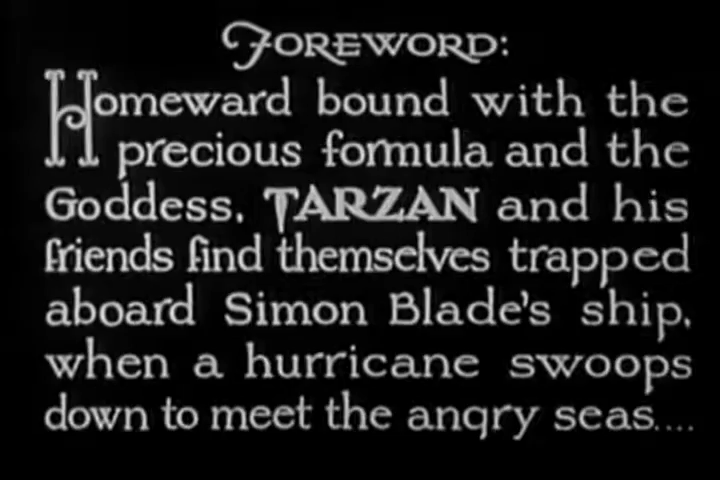 Foreword:
Homeward bound with the
precious formula and the
Goddess, TARZAN and his
friends find themselves trapped
aboard Simon Blade's ship,
when a hurricane swoops
down to meet the angry seas....